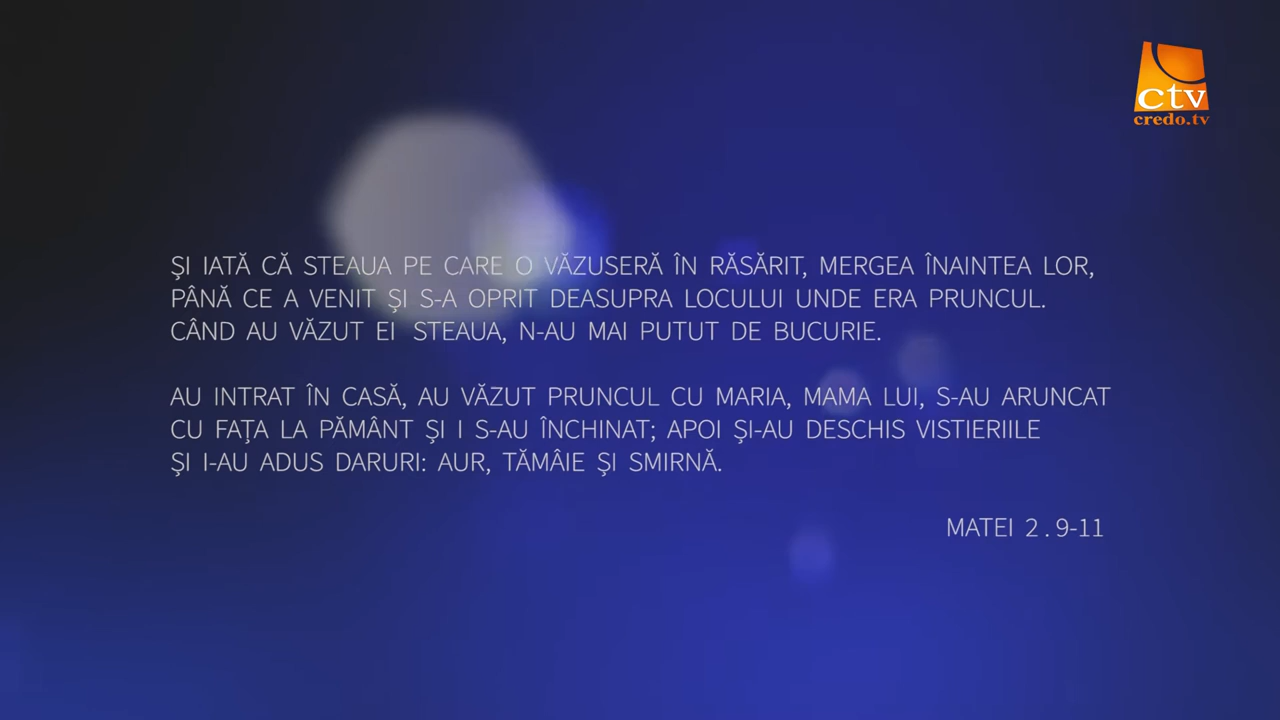 ctv
credo.tv
ȘI IATĂ CĂ STEAUA PE CARE O VĂZUSERĂ ÎN RĂSĂRIT, MERGEA ÎNAINTEA LOR,
PÂNĂ CE A VENIT ȘI S-A OPRIT DEASUPRA LOCULUI UNDE ERA PRUNCUL.
CÂND AU VĂZUT EI STEAUA, N-AU MAI PUTUT DE BUCURIE.
AU INTRAT ÎN CASĂ, AU VĂZUT PRUNCUL CU MARIA, MAMA LUI, S-AU ARUNCAT
CU FAȚA LA PĂMÂNT ȘI I S-AU ÎNCHINAT; APOI ȘI-AU DESCHIS VISTIERIILE
ȘI I-AU ADUS DARURI: AUR, TĂMÂIE ȘI SMIRNĂ.
MATEI 2 . 9-11